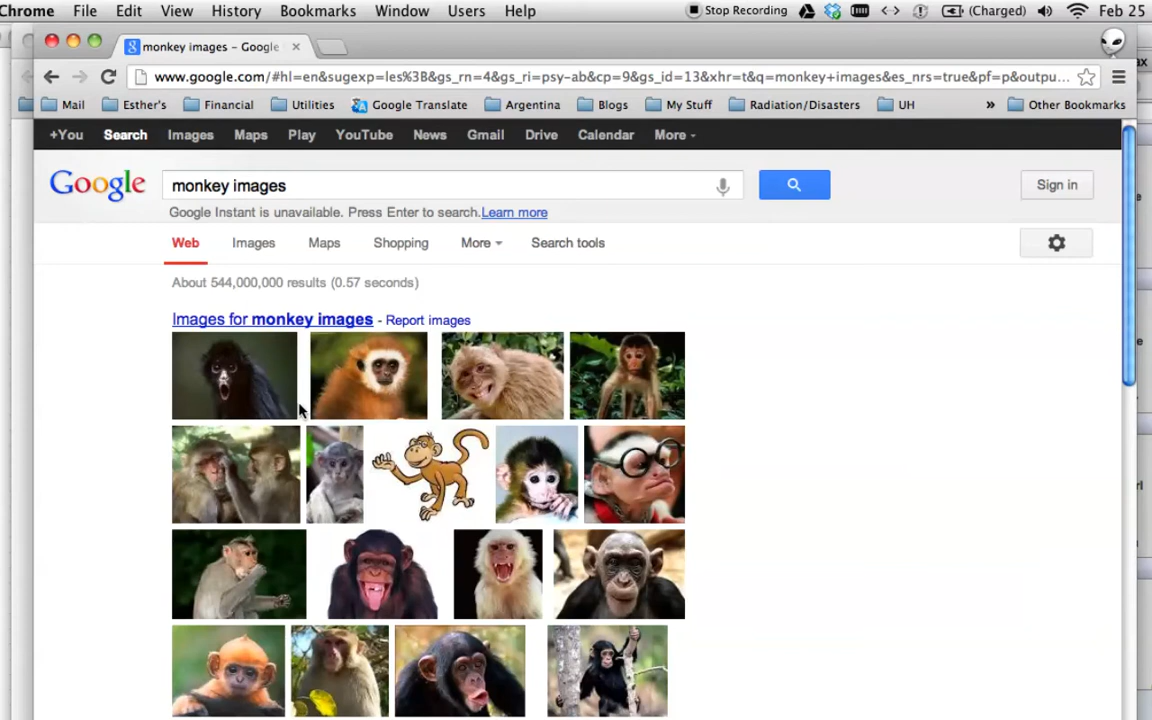 Chrome File Edit View History Bookmarks Window Users Help Stop Recording (Charged) Feb 25
monkey images - Google
www.google.com/#hl=en&sugexp=les%3B&gs_rn=4&gs_ri=psy-ab&cp=9&gs_id=13&xhr=t&q=monkey+images&es_nrs=true&pf=p&outpu...
Mail Esther's Financial Utilities Google Translate Argentina Blogs My Stuff Radiation/Disasters UH » Other Bookmarks
+You Search Images Maps Play YouTube News Gmail Drive Calendar More
Google monkey images Sign in
Google Instant is unavailable. Press Enter to search. Learn more
Web Images Maps Shopping More Search tools
About 544,000,000 results (0.57 seconds)
Images for monkey images - Report images